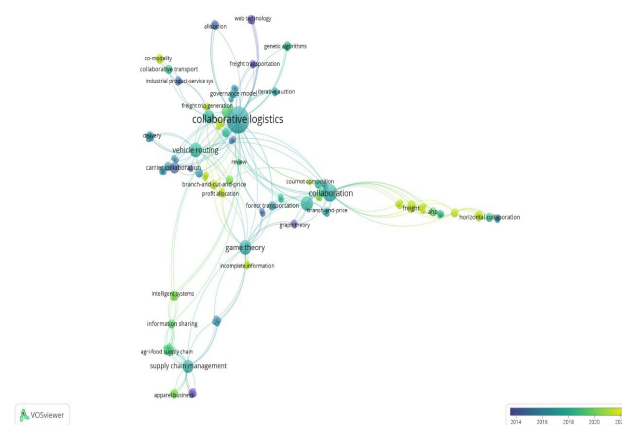 web technology
allocation
genetic algorithms
co-modality
freight transportation
collaborative transport
industrial product-service sys
governance model
iterative auction
freight trip generation
collaborative logistics
delivery
vehicle routing
review
carrier collaboration
cournot competition
branch-and-cut-and-price
collaboration
profit allocation
forest transportation
branch-and-price
freight
ahp
horizontal collaboration
graph theory
game theory
incomplete information
intelligent systems
information sharing
agri-food supply chain
supply chain management
apparel business
VOSviewer
2014 2016 2018 2020